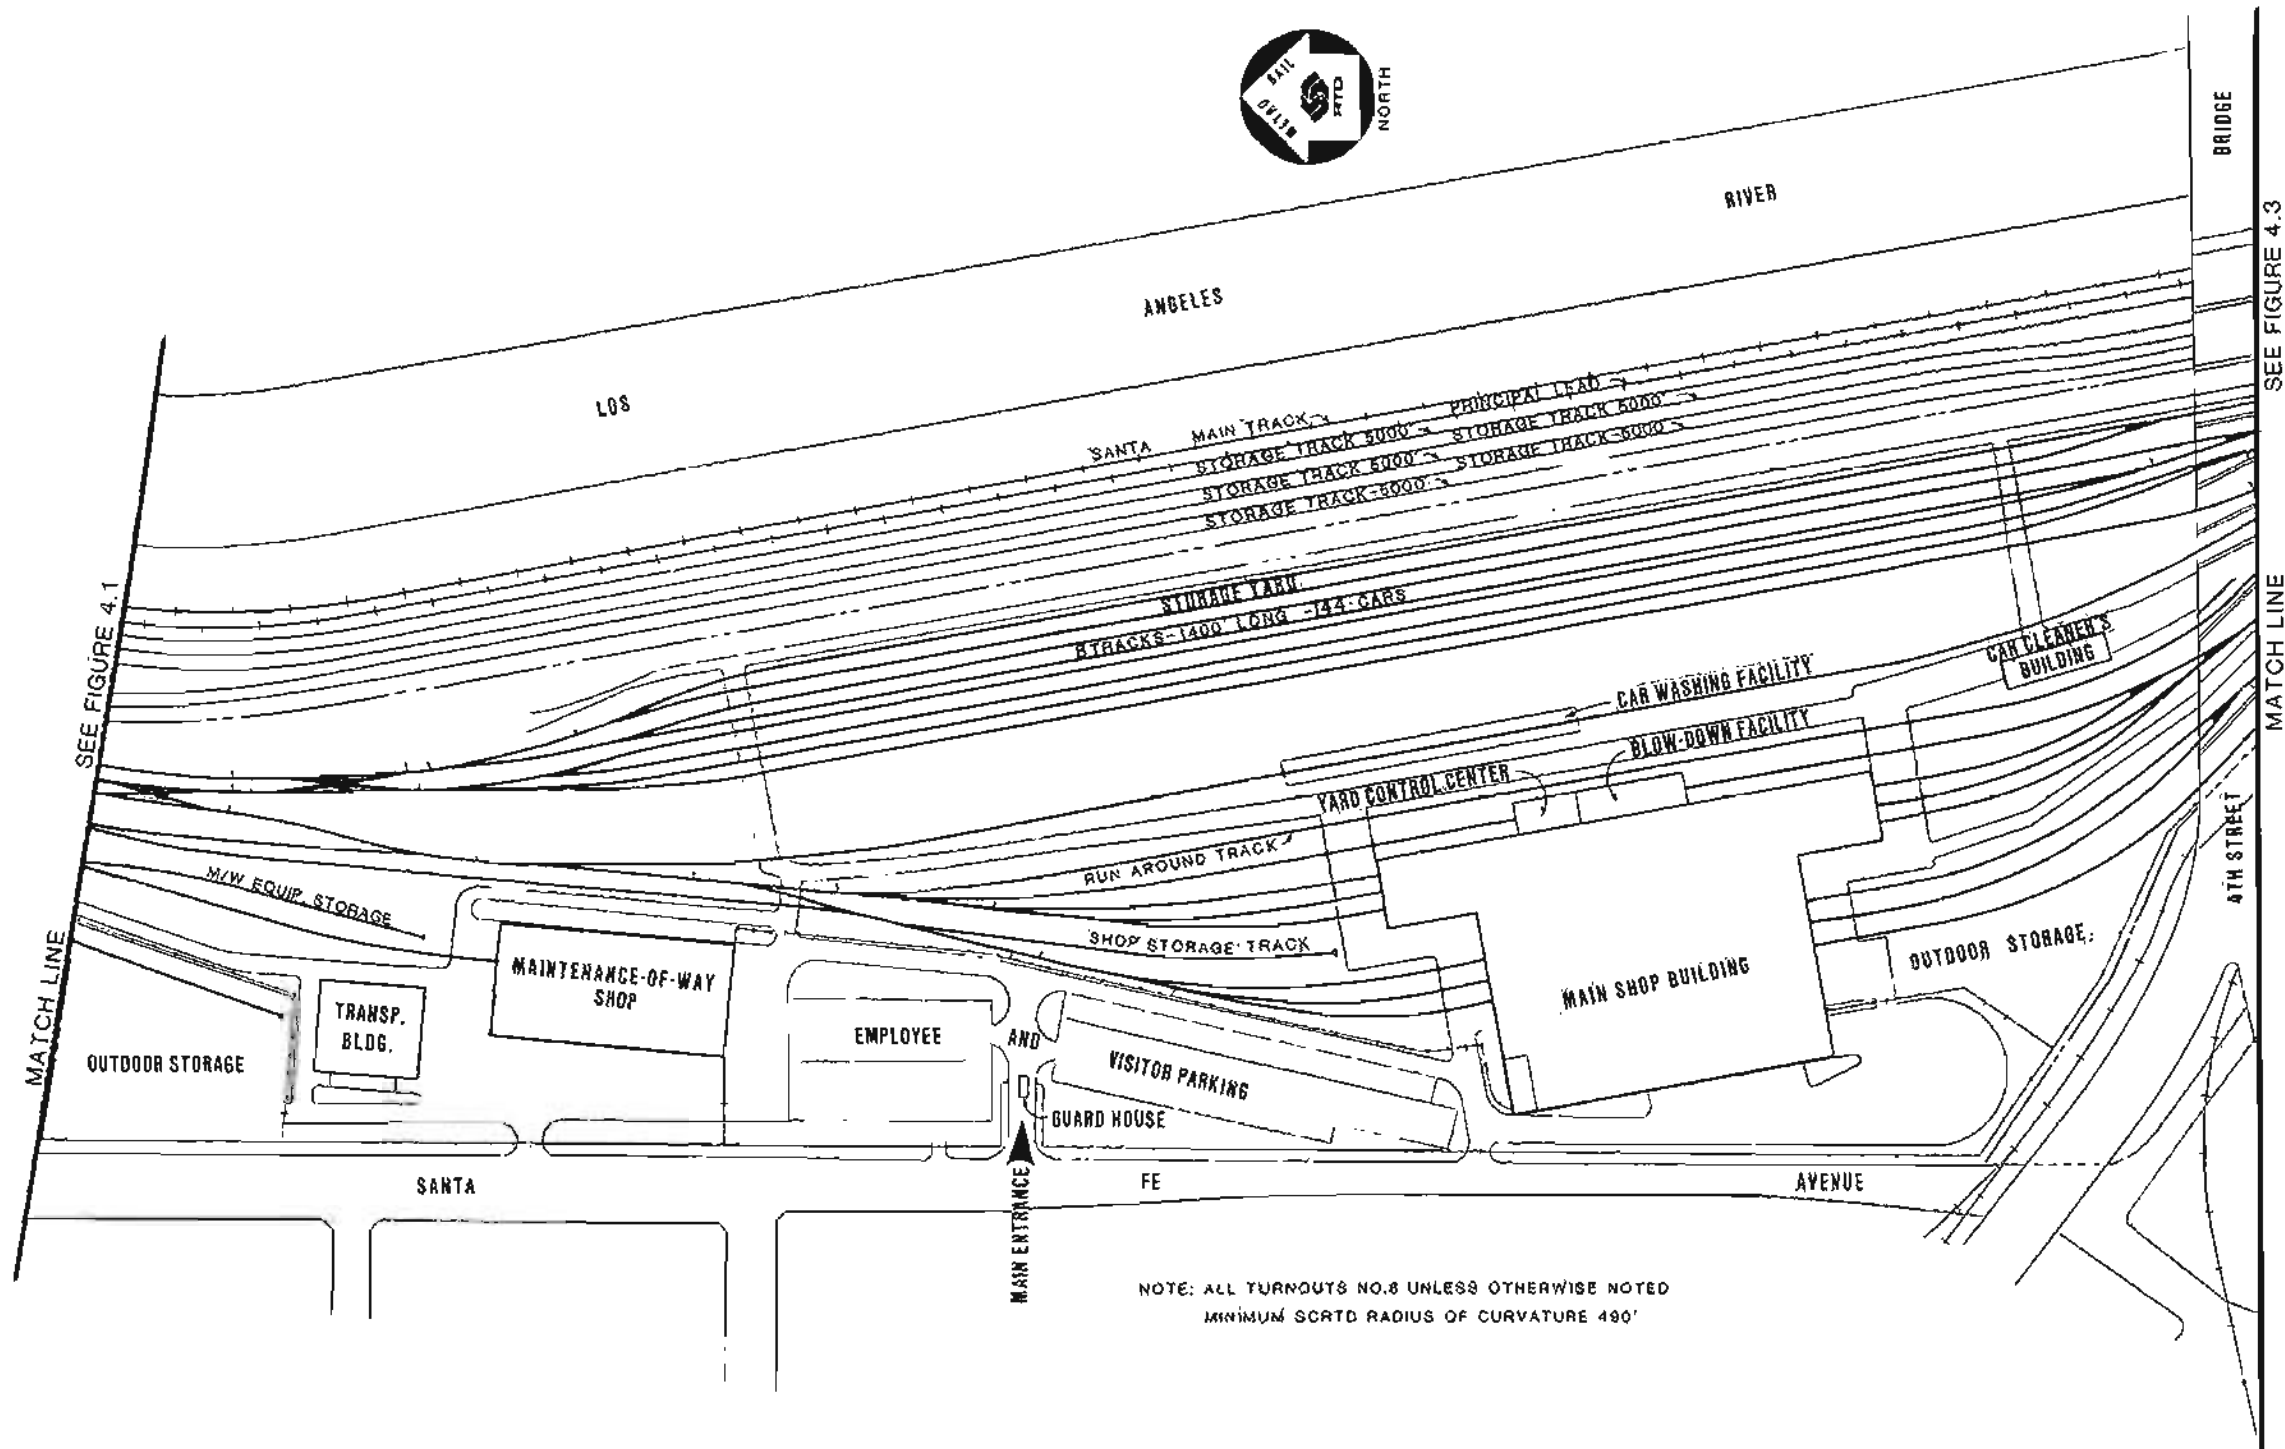 METRO RAIL
RTD
NORTH
BRIDGE
RIVER
ANGELES
LOS
SEE FIGURE 4.3
MATCH LINE
SEE FIGURE 4.1
MATCH LINE
SANTA
MAIN TRACK
PRINCIPAL LEAD
STORAGE TRACK 5000'
STORAGE TRACK 5000'
STORAGE TRACK 5000'
STORAGE TRACK-5000'
STORAGE TRACK-5000'
STORAGE YARD
8 TRACKS-1400' LONG -144-CARS
CAR CLEANER'S
BUILDING
CAR WASHING FACILITY
BLOW-DOWN FACILITY
YARD CONTROL CENTER
RUN AROUND TRACK
SHOP STORAGE TRACK
M/W EQUIP. STORAGE
4TH STREET
MAINTENANCE-OF-WAY
SHOP
TRANSP.
BLDG.
OUTDOOR STORAGE
EMPLOYEE
AND
VISITOR PARKING
GUARD HOUSE
MAIN SHOP BUILDING
OUTDOOR STORAGE
SANTA
FE
AVENUE
MAIN ENTRANCE
NOTE: ALL TURNOUTS NO.8 UNLESS OTHERWISE NOTED
MINIMUM SCRTD RADIUS OF CURVATURE 490'